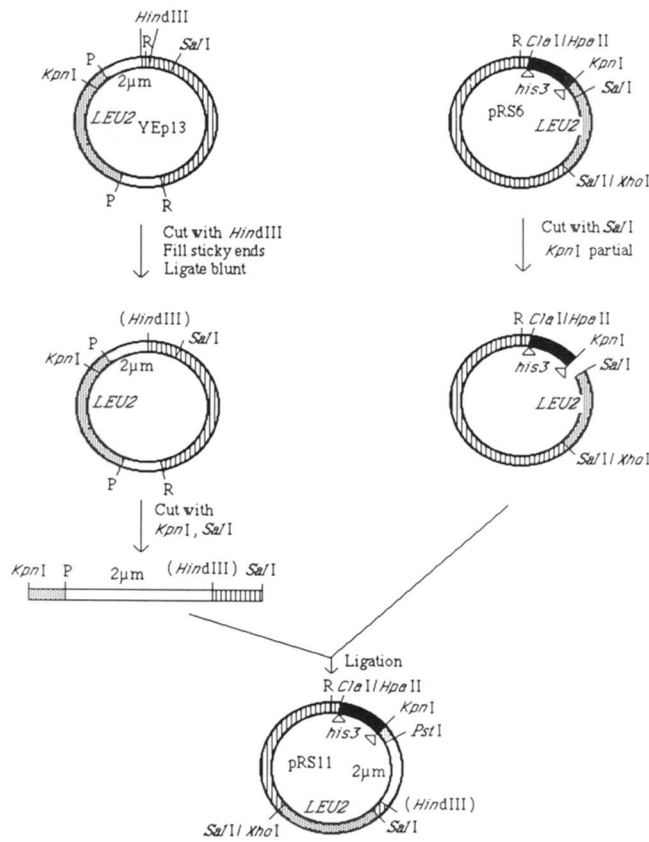 HindIII
R
SalI
P
KpnI
2μm
LEU2
YEp13
P
R
Cut with HindIII
Fill sticky ends
Ligate blunt
R ClaI/HpaII
KpnI
his3
SalI
pRS6
LEU2
SalI/XhoI
Cut with SalI
KpnI partial
(HindIII)
P
SalI
KpnI
2μm
LEU2
P
R
Cut with
KpnI, SalI
R ClaI/HpaII
KpnI
his3
SalI
LEU2
SalI/XhoI
KpnI P 2μm (HindIII) SalI
Ligation
R ClaI/HpaII
KpnI
his3
PstI
pRS11
2μm
LEU2
(HindIII)
SalI/XhoI
SalI